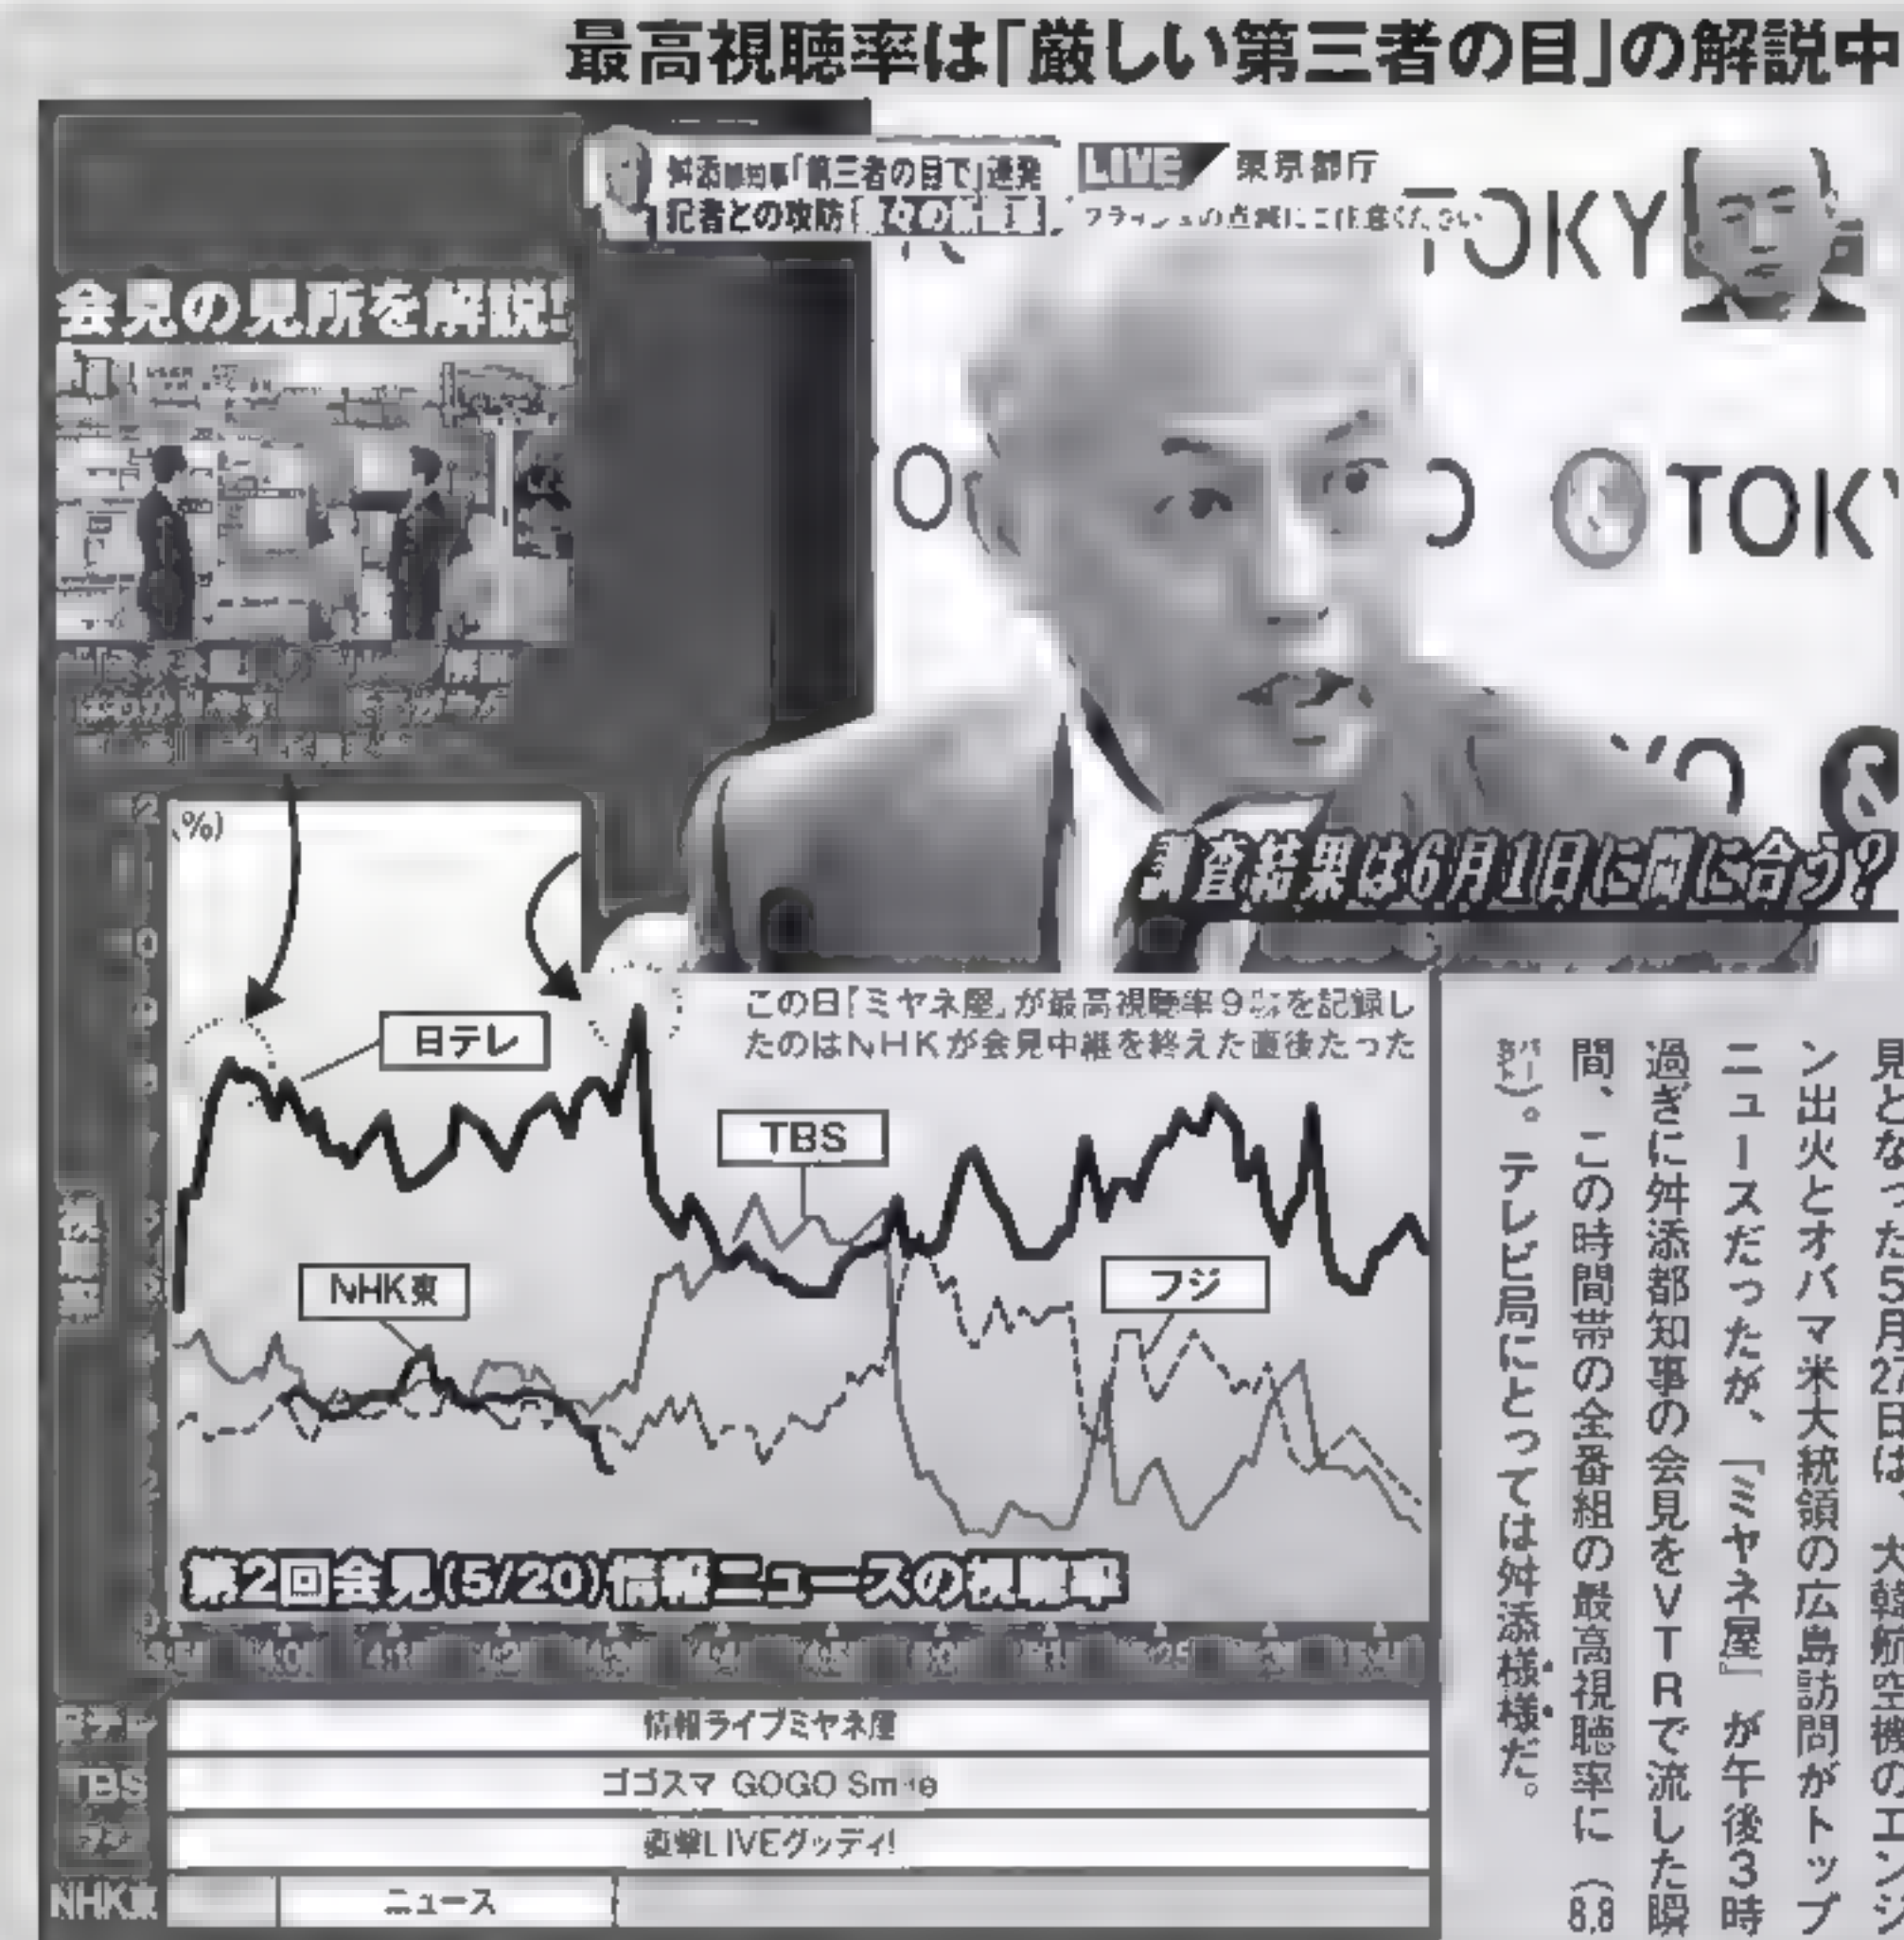 最高視聴率は「厳しい第三者の目」の解説中
舛添都知事「第三者の目で」連発
記者との攻防
LIVE 東京都庁
フラッシュの点滅にご注意ください
TOKY
TOKY
会見の見所を解説!
調査結果は6月1日に間に合う?
(%)
この日『ミヤネ屋』が最高視聴率9を記録し
たのはNHKが会見中継を終えた直後だった
日テレ
TBS
NHK東
フジ
第2回会見(5/20)情報ニュースの視聴率
日テレ 情報ライブミヤネ屋
TBS ゴゴスマ GOGO Smile
フジ 直撃LIVEグッディ!
NHK東 ニュース
見となった5月27日は、大韓航空機のエンジ
ン出火とオバマ米大統領の広島訪問がトップ
ニュースだったが、『ミヤネ屋』が午後3時
過ぎに舛添都知事の会見をVTRで流した瞬
間、この時間帯の全番組の最高視聴率に(8.8
㌫)。テレビ局にとっては舛添様様だ。